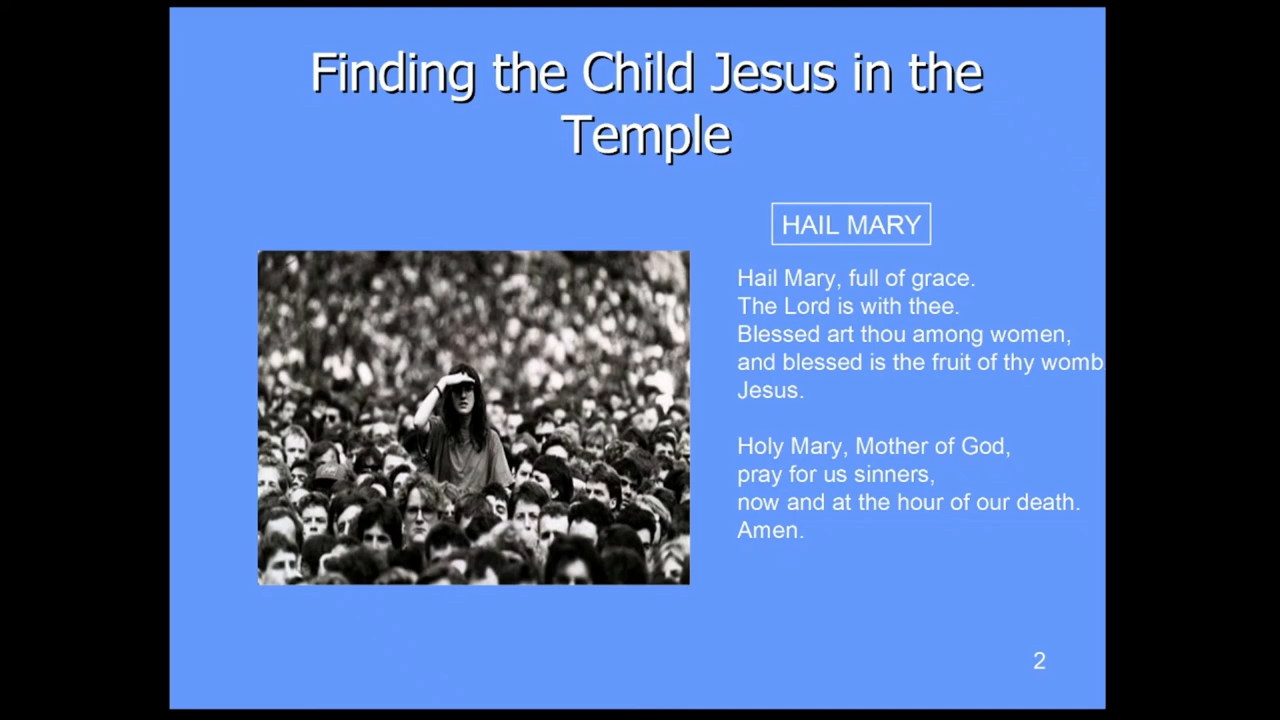 Finding the Child Jesus in the
Temple
HAIL MARY
Hail Mary, full of grace.
The Lord is with thee.
Blessed art thou among women,
and blessed is the fruit of thy womb
Jesus.
Holy Mary, Mother of God,
pray for us sinners,
now and at the hour of our death.
Amen.
2